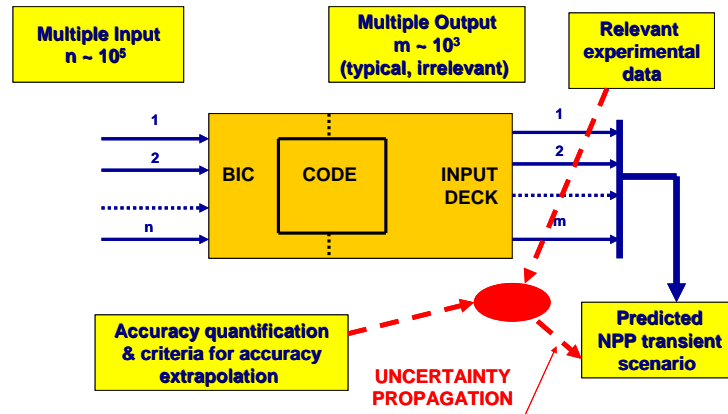 Multiple Input
n ~ 10⁵
Multiple Output
m ~ 10³
(typical, irrelevant)
Relevant
experimental
data
1
2
n
BIC
CODE
INPUT
DECK
1
2
m
Accuracy quantification
& criteria for accuracy
extrapolation
Predicted
NPP transient
scenario
UNCERTAINTY
PROPAGATION